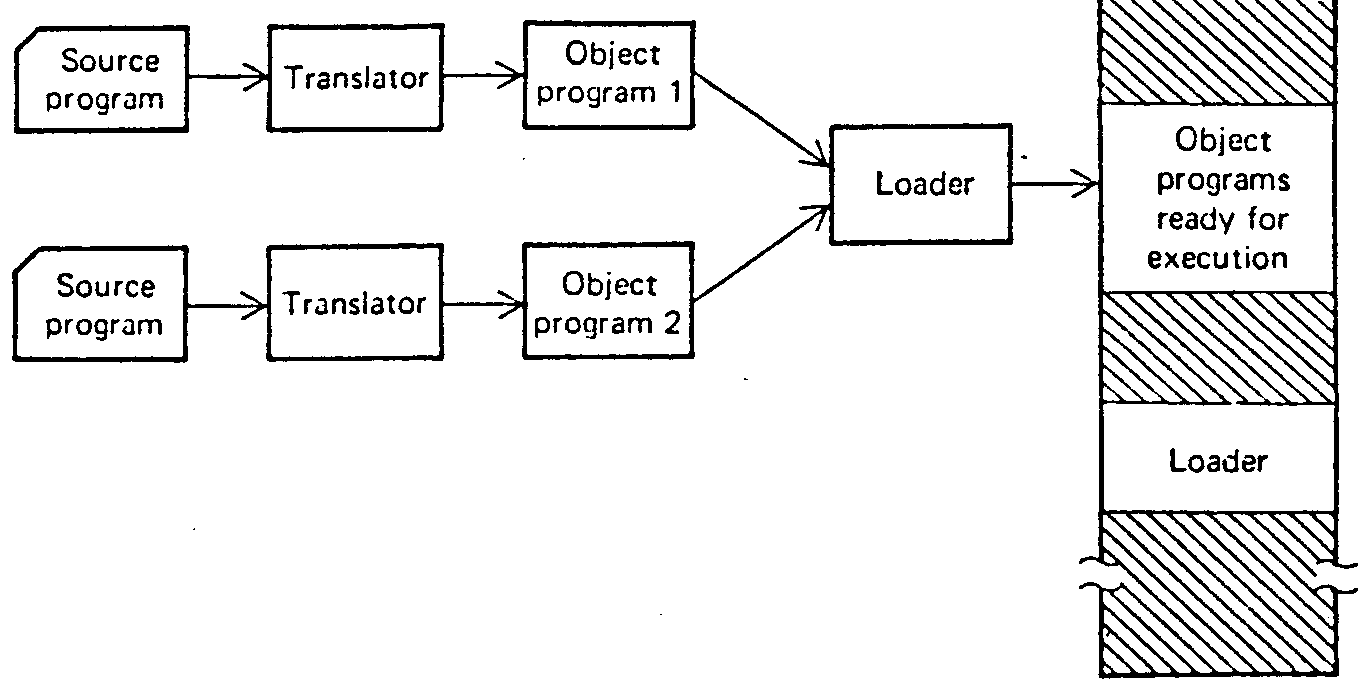 Source
program
Translator
Object
program 1
Source
program
Translator
Object
program 2
Loader
Object
programs
ready for
execution
Loader